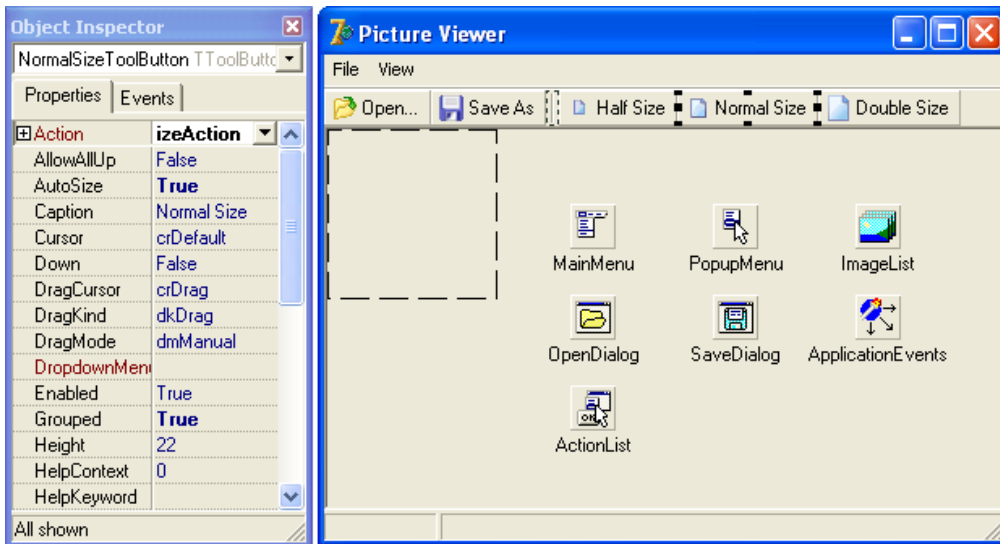 Object Inspector
NormalSizeToolButton TToolButto
Properties Events
Action izeAction
AllowAllUp False
AutoSize True
Caption Normal Size
Cursor crDefault
Down False
DragCursor crDrag
DragKind dkDrag
DragMode dmManual
DropdownMenu
Enabled True
Grouped True
Height 22
HelpContext 0
HelpKeyword
All shown
Picture Viewer
File View
Open... Save As Half Size Normal Size Double Size
MainMenu PopupMenu ImageList
OpenDialog SaveDialog ApplicationEvents
OK
ActionList